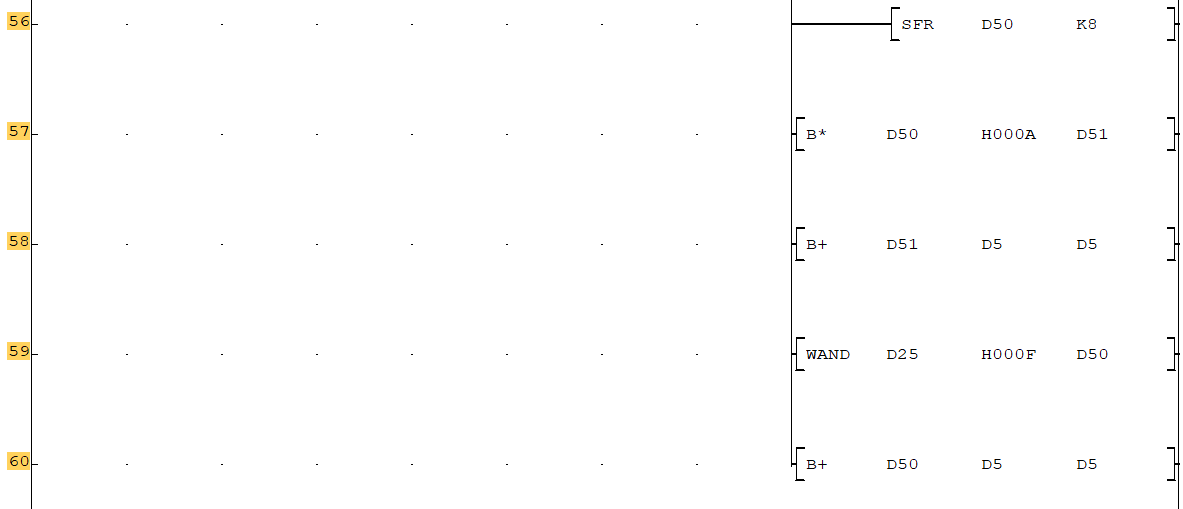 56 SFR D50 K8
57 B* D50 H000A D51
58 B+ D51 D5 D5
59 WAND D25 H000F D50
60 B+ D50 D5 D5